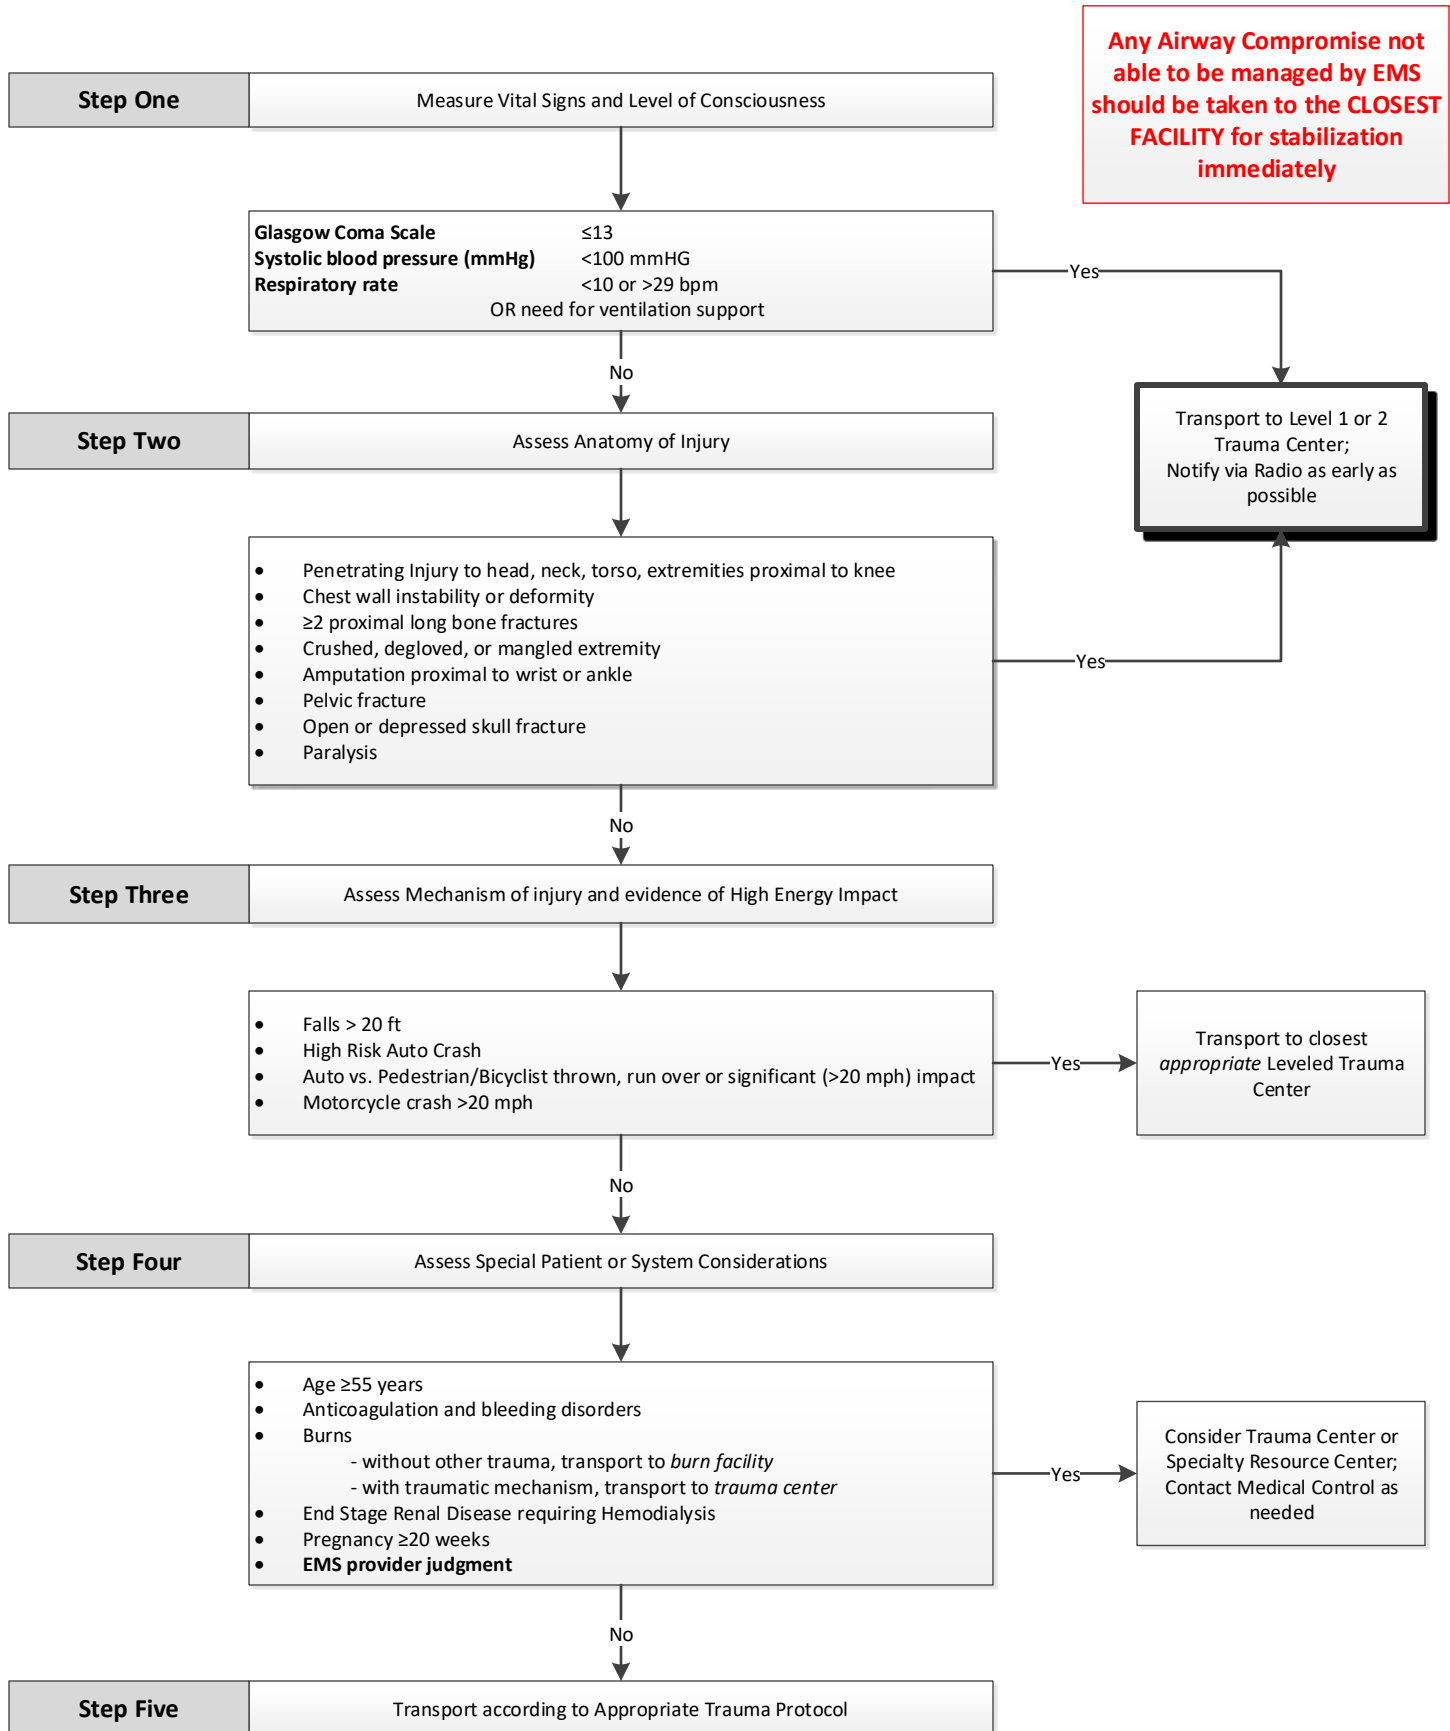 Any Airway Compromise not
able to be managed by EMS
should be taken to the CLOSEST
FACILITY for stabilization
immediately
Step One
Measure Vital Signs and Level of Consciousness
Glasgow Coma Scale ≤13
Systolic blood pressure (mmHg) <100 mmHG
Respiratory rate <10 or >29 bpm
OR need for ventilation support
Yes
No
Transport to Level 1 or 2
Trauma Center;
Notify via Radio as early as
possible
Step Two
Assess Anatomy of Injury
• Penetrating Injury to head, neck, torso, extremities proximal to knee
• Chest wall instability or deformity
• ≥2 proximal long bone fractures
• Crushed, degloved, or mangled extremity
• Amputation proximal to wrist or ankle
• Pelvic fracture
• Open or depressed skull fracture
• Paralysis
Yes
No
Step Three
Assess Mechanism of injury and evidence of High Energy Impact
• Falls > 20 ft
• High Risk Auto Crash
• Auto vs. Pedestrian/Bicyclist thrown, run over or significant (>20 mph) impact
• Motorcycle crash >20 mph
Yes
Transport to closest
appropriate Leveled Trauma
Center
No
Step Four
Assess Special Patient or System Considerations
• Age ≥55 years
• Anticoagulation and bleeding disorders
• Burns
- without other trauma, transport to burn facility
- with traumatic mechanism, transport to trauma center
• End Stage Renal Disease requiring Hemodialysis
• Pregnancy ≥20 weeks
• EMS provider judgment
Yes
Consider Trauma Center or
Specialty Resource Center;
Contact Medical Control as
needed
No
Step Five
Transport according to Appropriate Trauma Protocol